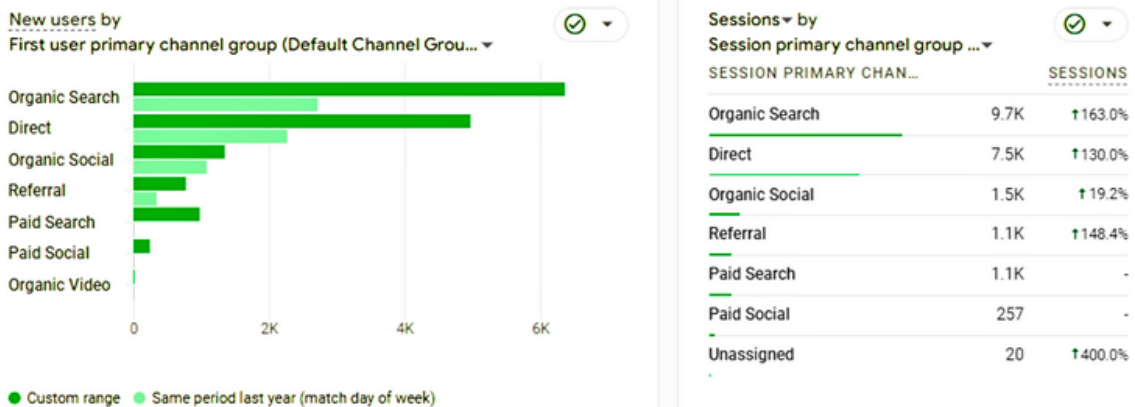 New users by
First user primary channel group (Default Channel Grou...
Organic Search
Direct
Organic Social
Referral
Paid Search
Paid Social
Organic Video
0 2K 4K 6K
Custom range Same period last year (match day of week)
Sessions by
Session primary channel group ...
SESSION PRIMARY CHAN... SESSIONS
Organic Search 9.7K ↑163.0%
Direct 7.5K ↑130.0%
Organic Social 1.5K ↑19.2%
Referral 1.1K ↑148.4%
Paid Search 1.1K -
Paid Social 257 -
Unassigned 20 ↑400.0%